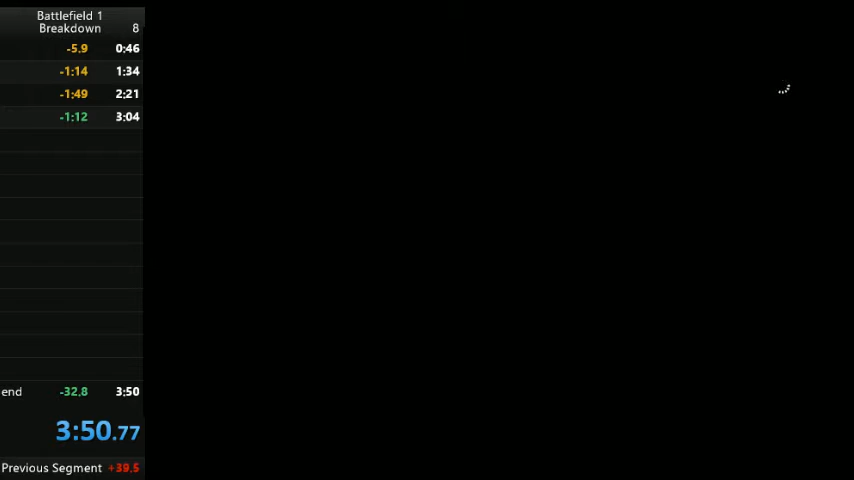 Battlefield 1
Breakdown 8
-5.9 0:46
-1:14 1:34
-1:49 2:21
-1:12 3:04
end -32.8 3:50
3:50.77
Previous Segment +39.5